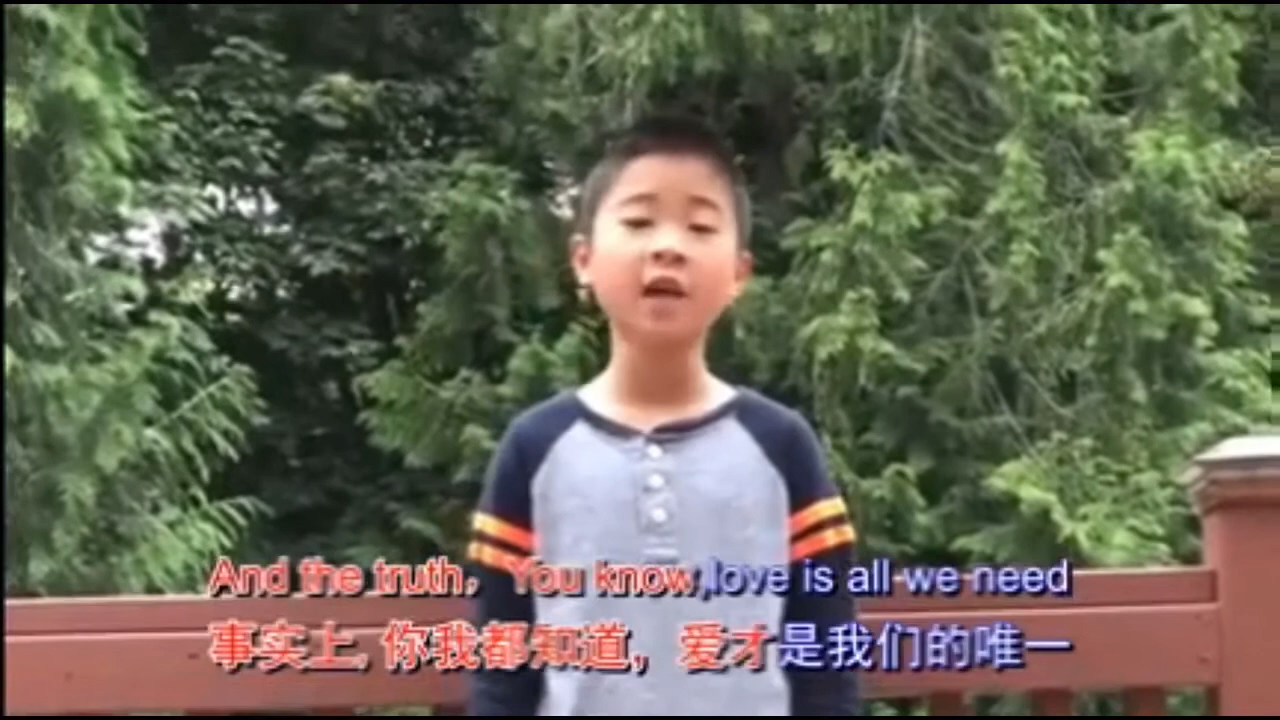 And the truth，You know,love is all we need
事实上, 你我都知道，爱才是我们的唯一